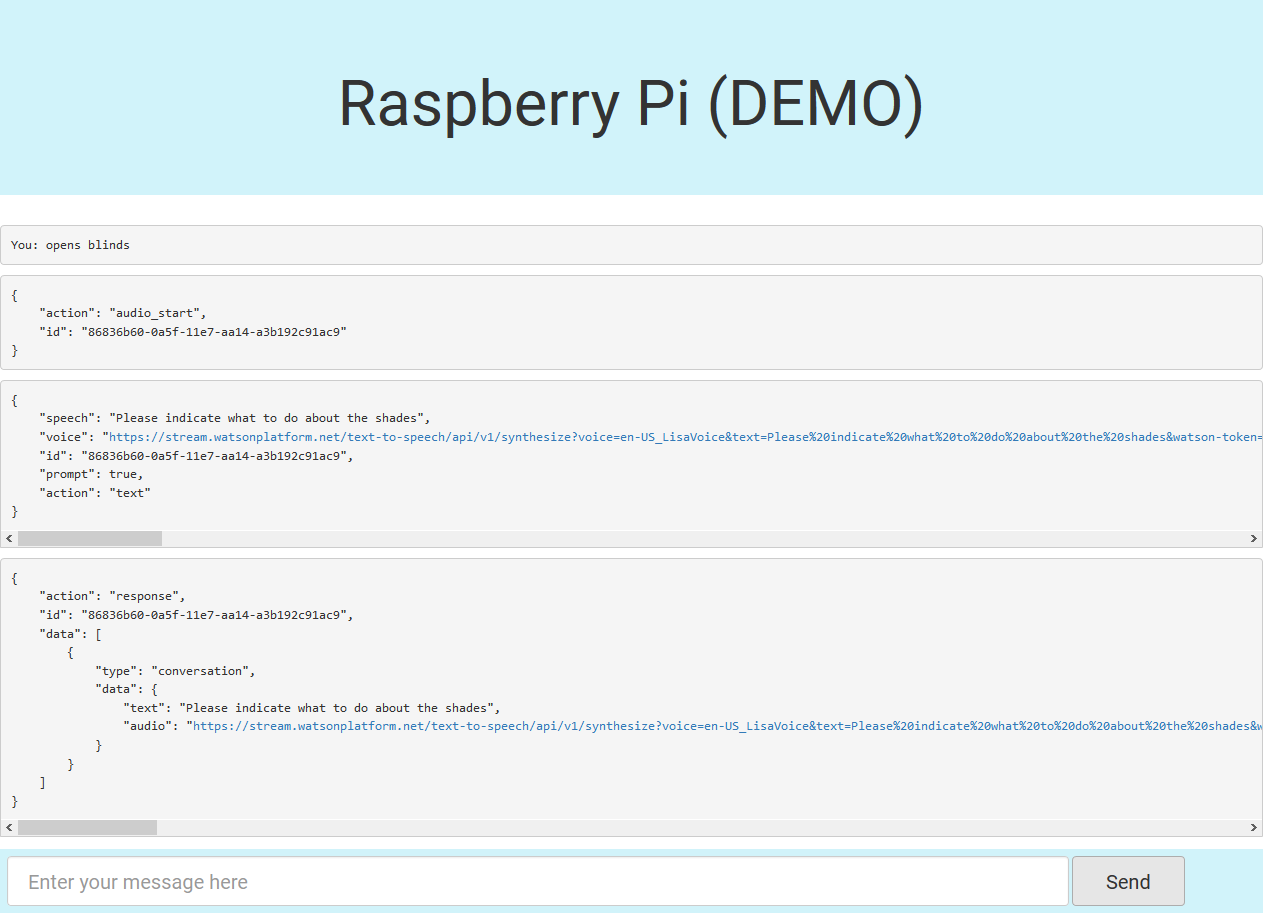 Raspberry Pi (DEMO)
You: opens blinds
{
    "action": "audio_start",
    "id": "86836b60-0a5f-11e7-aa14-a3b192c91ac9"
}
{
    "speech": "Please indicate what to do about the shades",
    "voice": "https://stream.watsonplatform.net/text-to-speech/api/v1/synthesize?voice=en-US_LisaVoice&text=Please%20indicate%20what%20to%20do%20about%20the%20shades&watson-token=
    "id": "86836b60-0a5f-11e7-aa14-a3b192c91ac9",
    "prompt": true,
    "action": "text"
}
{
    "action": "response",
    "id": "86836b60-0a5f-11e7-aa14-a3b192c91ac9",
    "data": [
        {
            "type": "conversation",
            "data": {
                "text": "Please indicate what to do about the shades",
                "audio": "https://stream.watsonplatform.net/text-to-speech/api/v1/synthesize?voice=en-US_LisaVoice&text=Please%20indicate%20what%20to%20do%20about%20the%20shades&w
            }
        }
    ]
}
Enter your message here Send